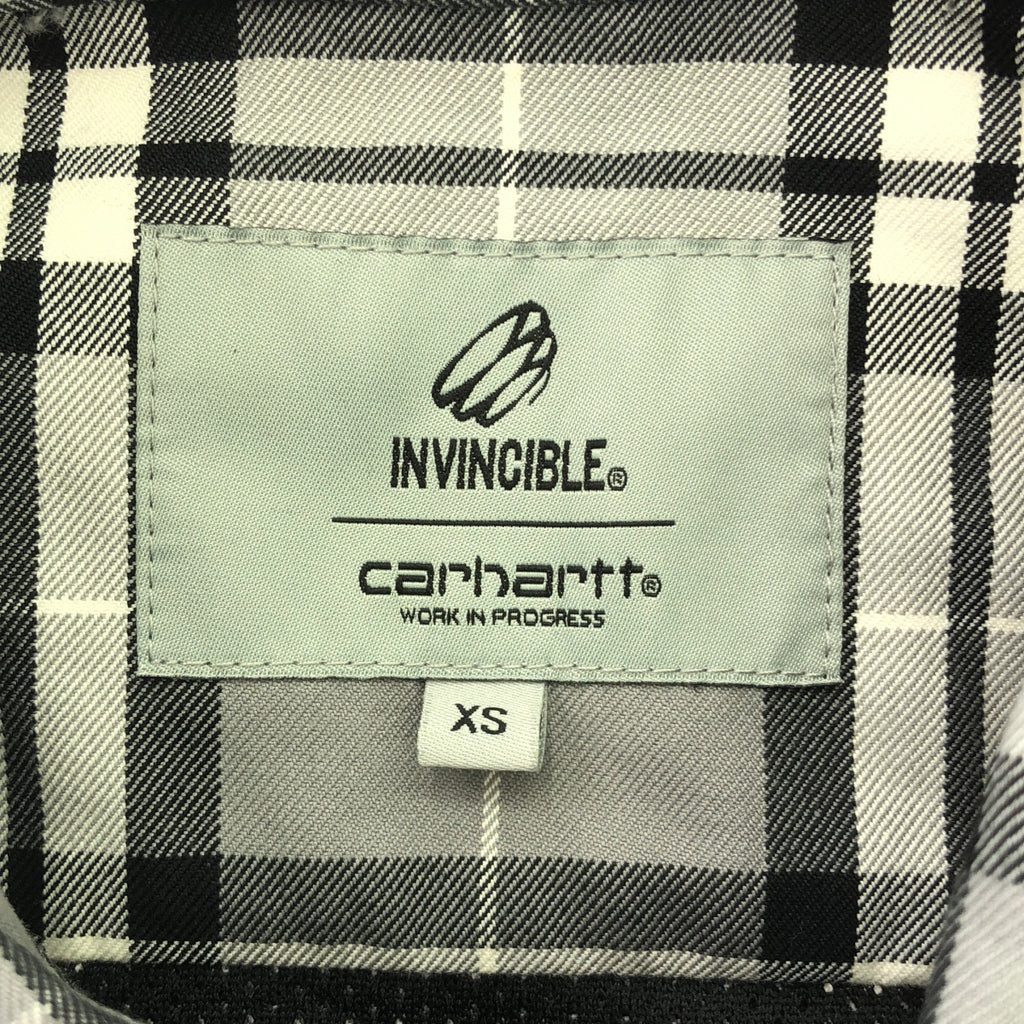 INVINCIBLE®
carhartt®
WORK IN PROGRESS
XS